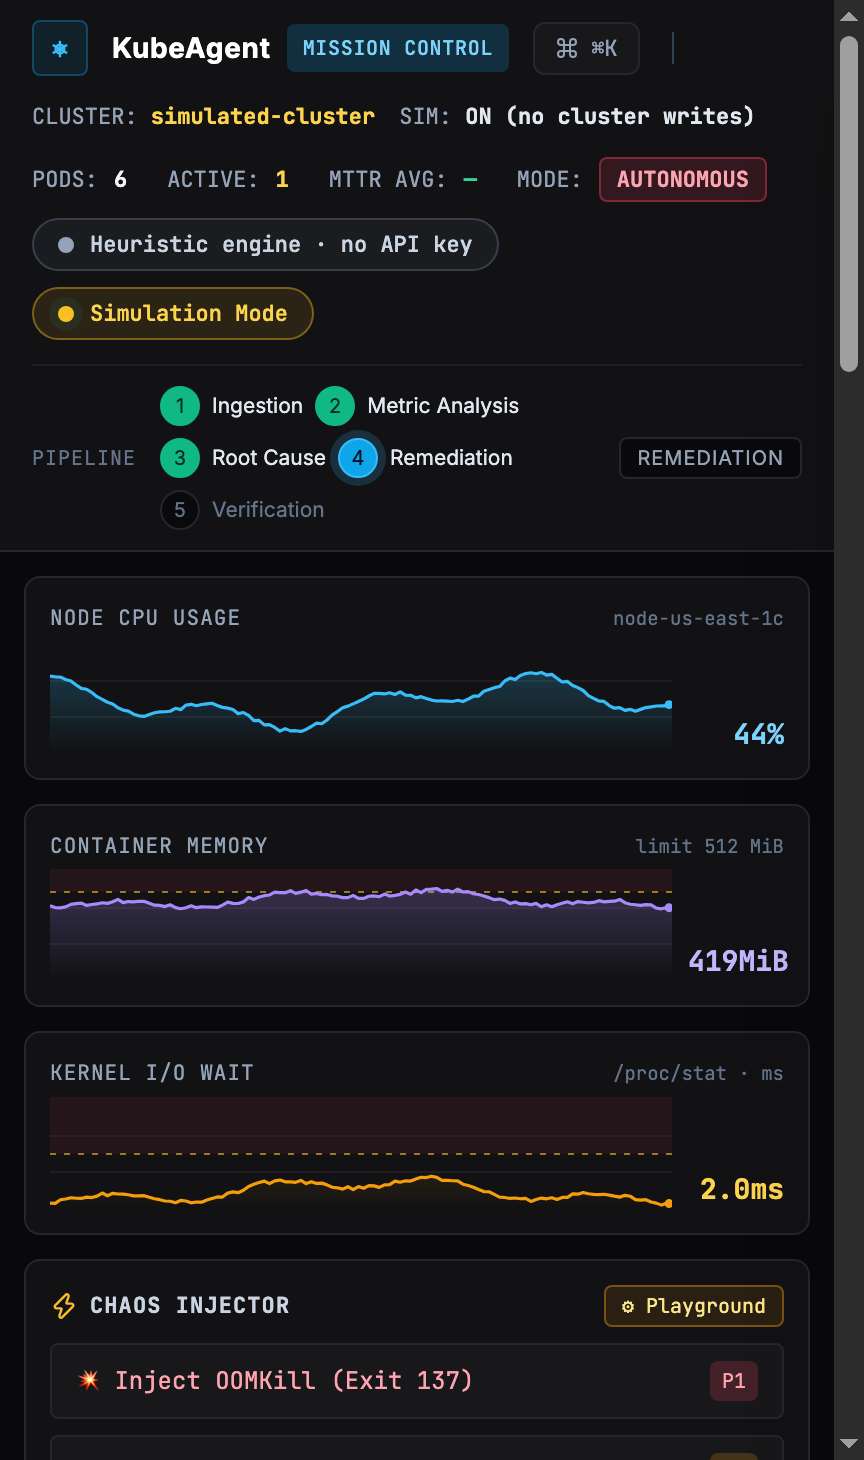 KubeAgent MISSION CONTROL ⌘ ⌘K
CLUSTER: simulated-cluster SIM: ON (no cluster writes)
PODS: 6 ACTIVE: 1 MTTR AVG: — MODE: AUTONOMOUS
Heuristic engine · no API key
Simulation Mode
1 Ingestion 2 Metric Analysis
PIPELINE 3 Root Cause 4 Remediation REMEDIATION
5 Verification
NODE CPU USAGE node-us-east-1c
44%
CONTAINER MEMORY limit 512 MiB
419MiB
KERNEL I/O WAIT /proc/stat · ms
2.0ms
CHAOS INJECTOR ⚙ Playground
💥 Inject OOMKill (Exit 137) P1